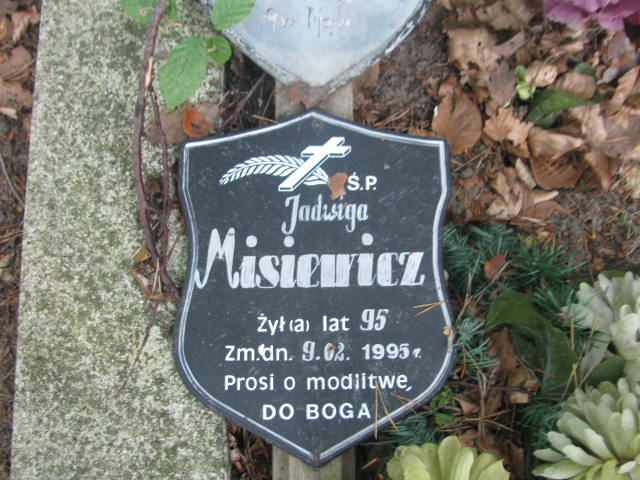 Ś.P.
Jadwiga
Misiewicz
Żył(a) lat 95
Zm. dn. 9.02. 1995 r.
Prosi o modlitwę
DO BOGA